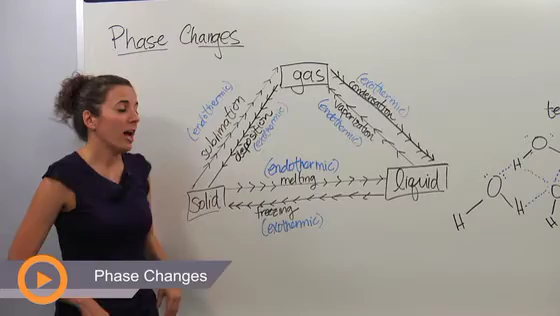 Phase Changes
gas
(endothermic)
sublimation
deposition
(exothermic)
(exothermic)
condensation
vaporization
(endothermic)
(endothermic)
melting
solid
liquid
freezing
(exothermic)
te
H
O
H
H
O
H
Phase Changes